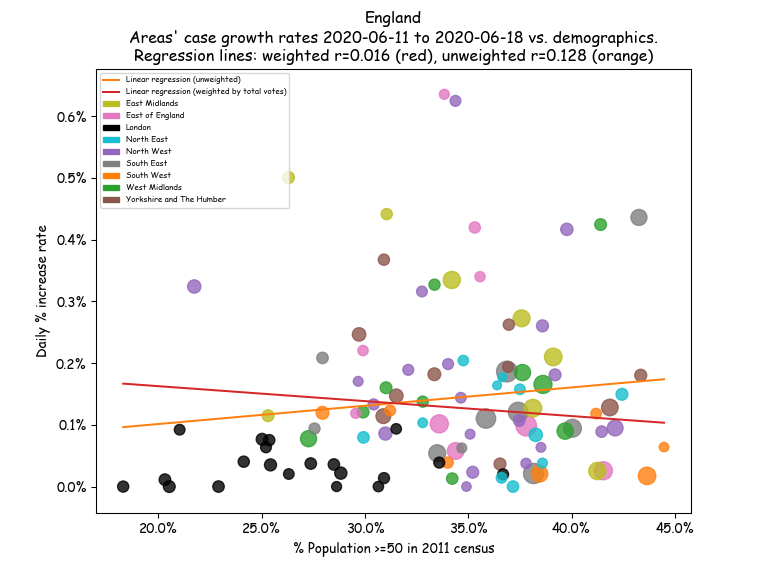 England
Areas' case growth rates 2020-06-11 to 2020-06-18 vs. demographics.
Regression lines: weighted r=0.016 (red), unweighted r=0.128 (orange)
Linear regression (unweighted)
Linear regression (weighted by total votes)
East Midlands
East of England
London
North East
North West
South East
South West
West Midlands
Yorkshire and The Humber
Daily % increase rate
0.6%
0.5%
0.4%
0.3%
0.2%
0.1%
0.0%
20.0% 25.0% 30.0% 35.0% 40.0% 45.0%
% Population >=50 in 2011 census